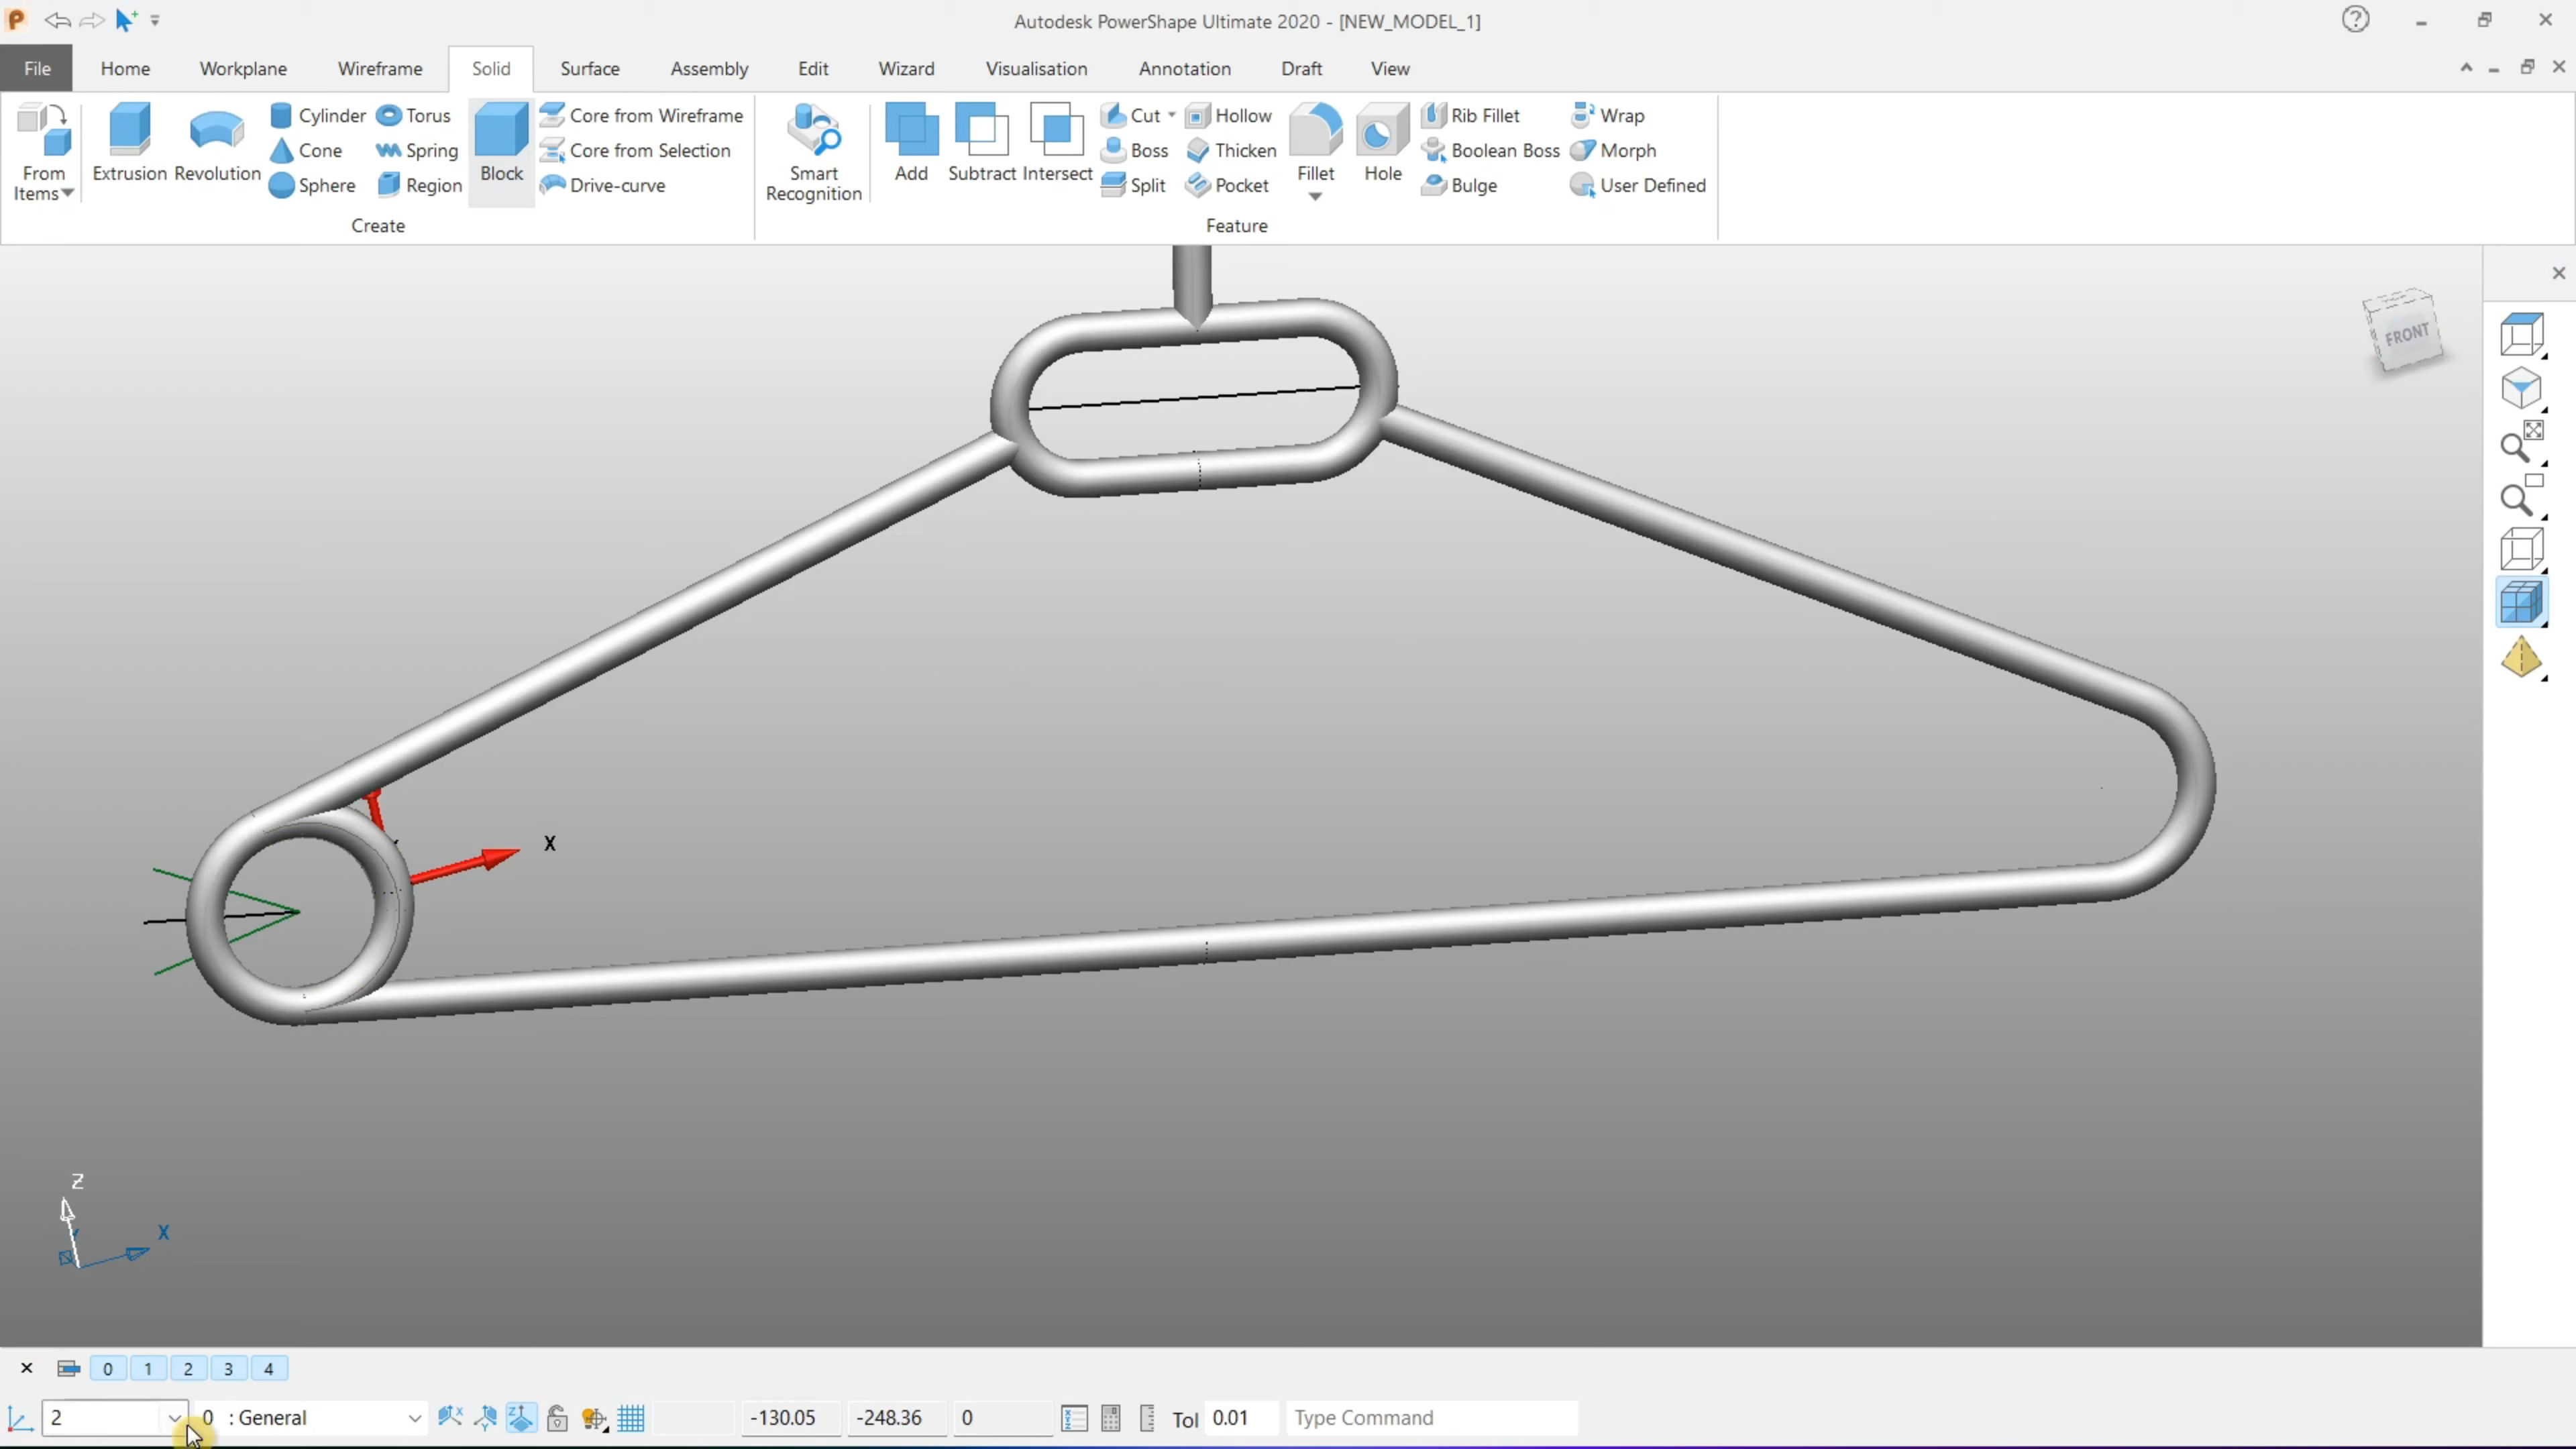 Autodesk PowerShape Ultimate 2020 - [NEW_MODEL_1]
File Home Workplane Wireframe Solid Surface Assembly Edit Wizard Visualisation Annotation Draft View
From Items
Extrusion
Revolution
Cylinder
Cone
Sphere
Torus
Spring
Region
Block
Core from Wireframe
Core from Selection
Drive-curve
Create
Smart Recognition
Add
Subtract
Intersect
Cut
Boss
Split
Hollow
Thicken
Pocket
Fillet
Hole
Rib Fillet
Boolean Boss
Bulge
Wrap
Morph
User Defined
Feature
FRONT
X
Z
X
0 1 2 3 4
2 0 : General -130.05 -248.36 0 Tol 0.01 Type Command